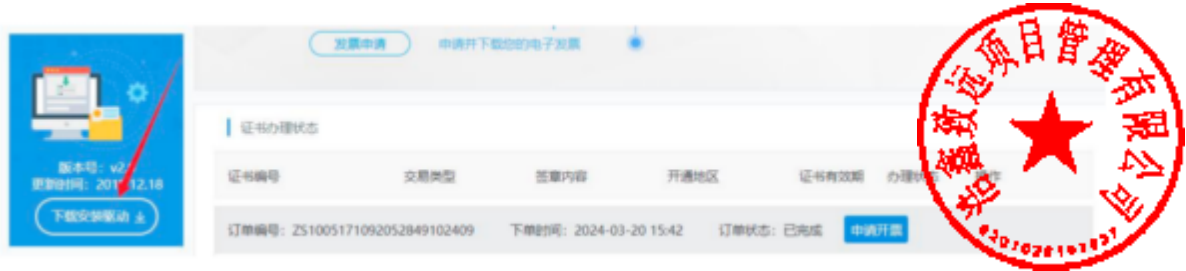 发票申请 申请并下载您的电子发票
证书办理状态
版本号：v2.
更新时间：201 12.18
下载安装驱动
证书编号 交易类型 签章内容 开通地区 证书有效期 办理状态 操作
订单编号：ZS1005171092052849102409 下单时间：2024-03-20 15:42 订单状态：已完成 申请开票
鑫致远项目管理有限公司